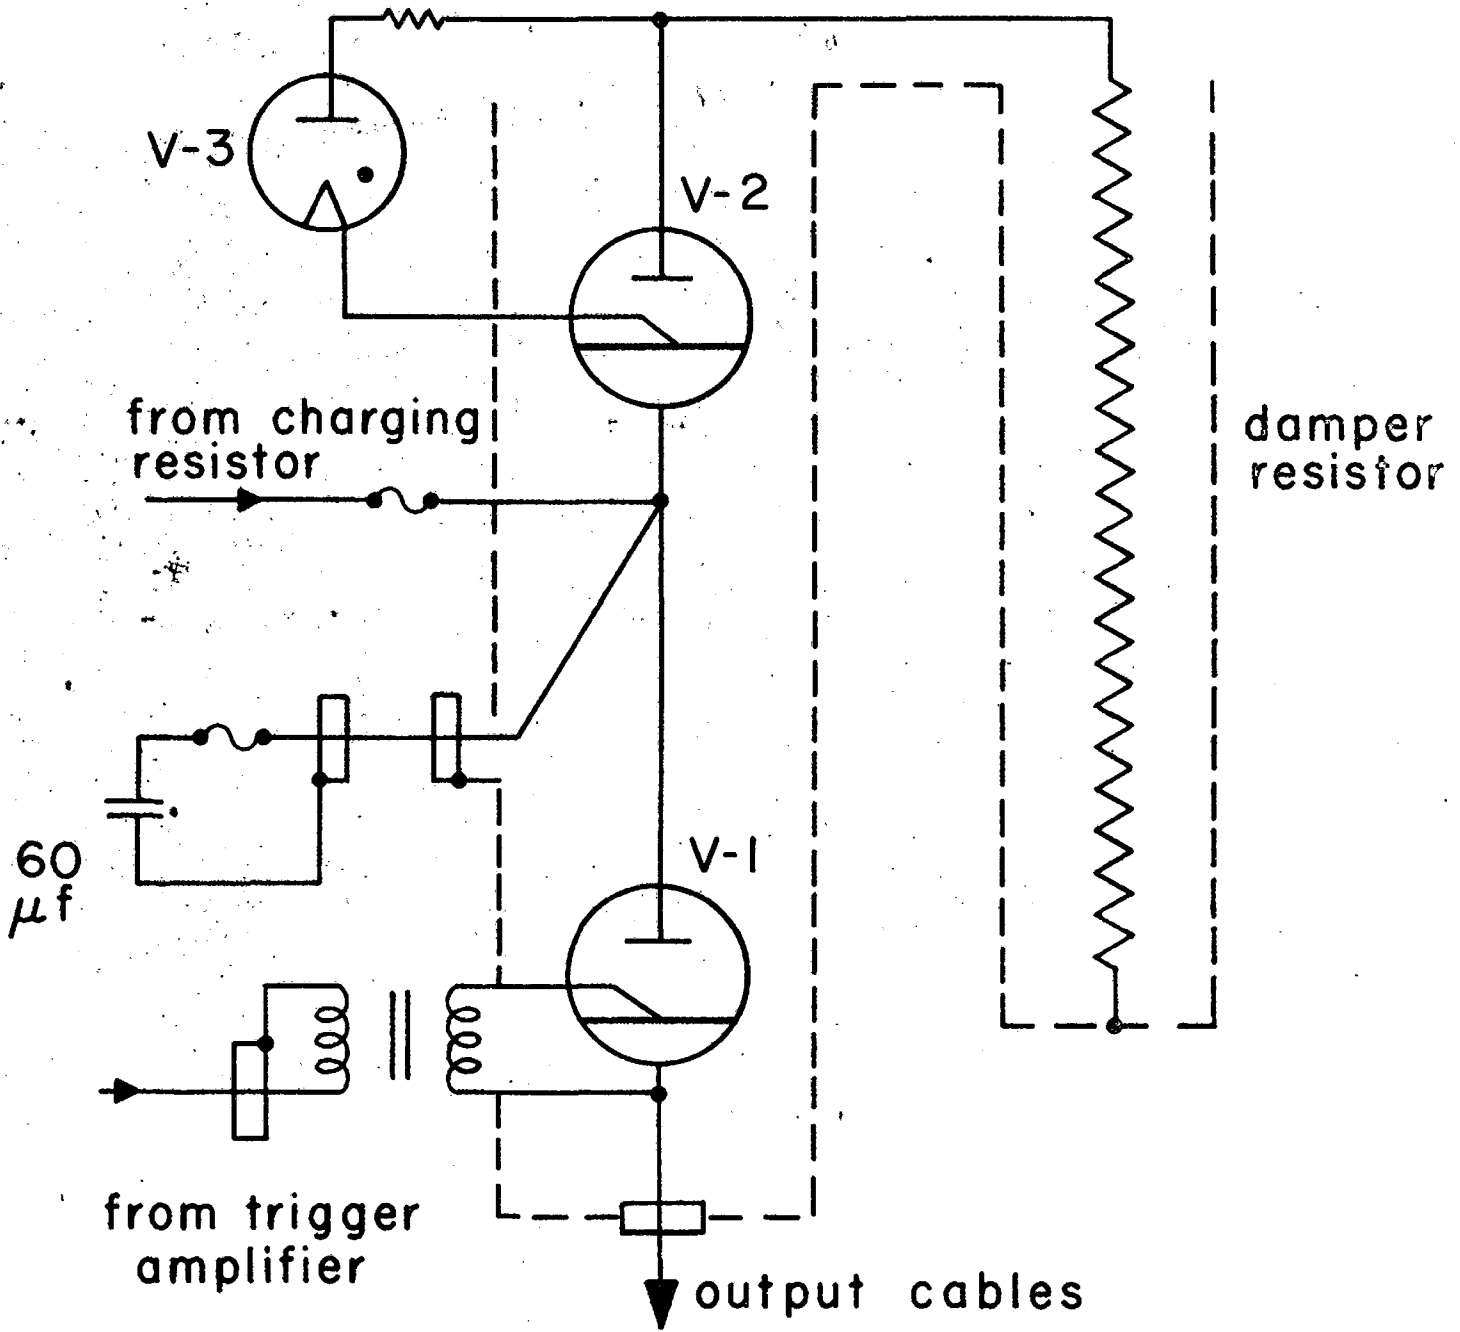 V-3
V-2
from charging
resistor
damper
resistor
60
μf
V-1
from trigger
amplifier
output cables